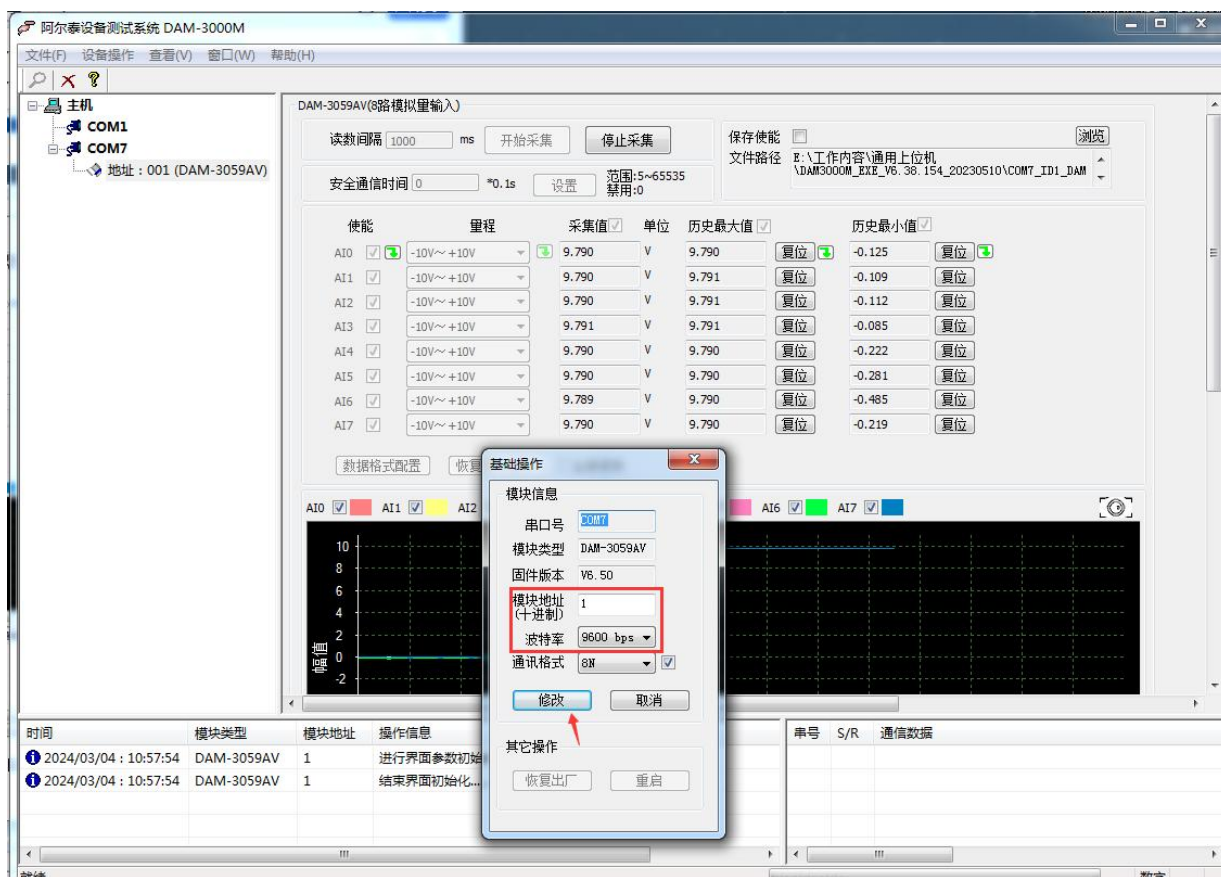 阿尔泰设备测试系统 DAM-3000M
文件(F) 设备操作 查看(V) 窗口(W) 帮助(H)
主机
COM1
COM7
地址：001 (DAM-3059AV)
DAM-3059AV(8路模拟量输入)
读数间隔 1000 ms 开始采集 停止采集
安全通信时间 0 *0.1s 设置 范围:5~65535
禁用:0
保存使能 浏览
文件路径 E:\工作内容\通用上位机
\DAM3000M_EXE_V6.38.154_20230510\COM7_ID1_DAM
使能 量程 采集值 单位 历史最大值 历史最小值
AI0 -10V~+10V 9.790 V 9.790 复位 -0.125 复位
AI1 -10V~+10V 9.790 V 9.791 复位 -0.109 复位
AI2 -10V~+10V 9.790 V 9.791 复位 -0.112 复位
AI3 -10V~+10V 9.791 V 9.791 复位 -0.085 复位
AI4 -10V~+10V 9.790 V 9.790 复位 -0.222 复位
AI5 -10V~+10V 9.790 V 9.790 复位 -0.281 复位
AI6 -10V~+10V 9.789 V 9.790 复位 -0.485 复位
AI7 -10V~+10V 9.790 V 9.790 复位 -0.219 复位
数据格式配置 恢复
AI0 AI1 AI2 AI6 AI7
10
8
6
4
2
0
-2
幅值
基础操作
模块信息
串口号 COM7
模块类型 DAM-3059AV
固件版本 V6.50
模块地址 1
(十进制)
波特率 9600 bps
通讯格式 8N
修改 取消
其它操作
恢复出厂 重启
时间 模块类型 模块地址 操作信息
2024/03/04 : 10:57:54 DAM-3059AV 1 进行界面参数初始
2024/03/04 : 10:57:54 DAM-3059AV 1 结束界面初始化...
串号 S/R 通信数据
就绪 数字